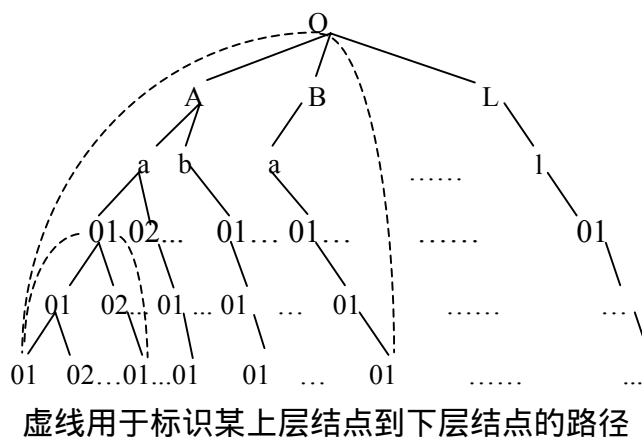 O
A B L
a b a …… l
01 02... 01... 01... …… 01
01 02... 01 ... 01 ... 01 …… ...
01 02...01...01 01 ... 01 …… ...
虚线用于标识某上层结点到下层结点的路径